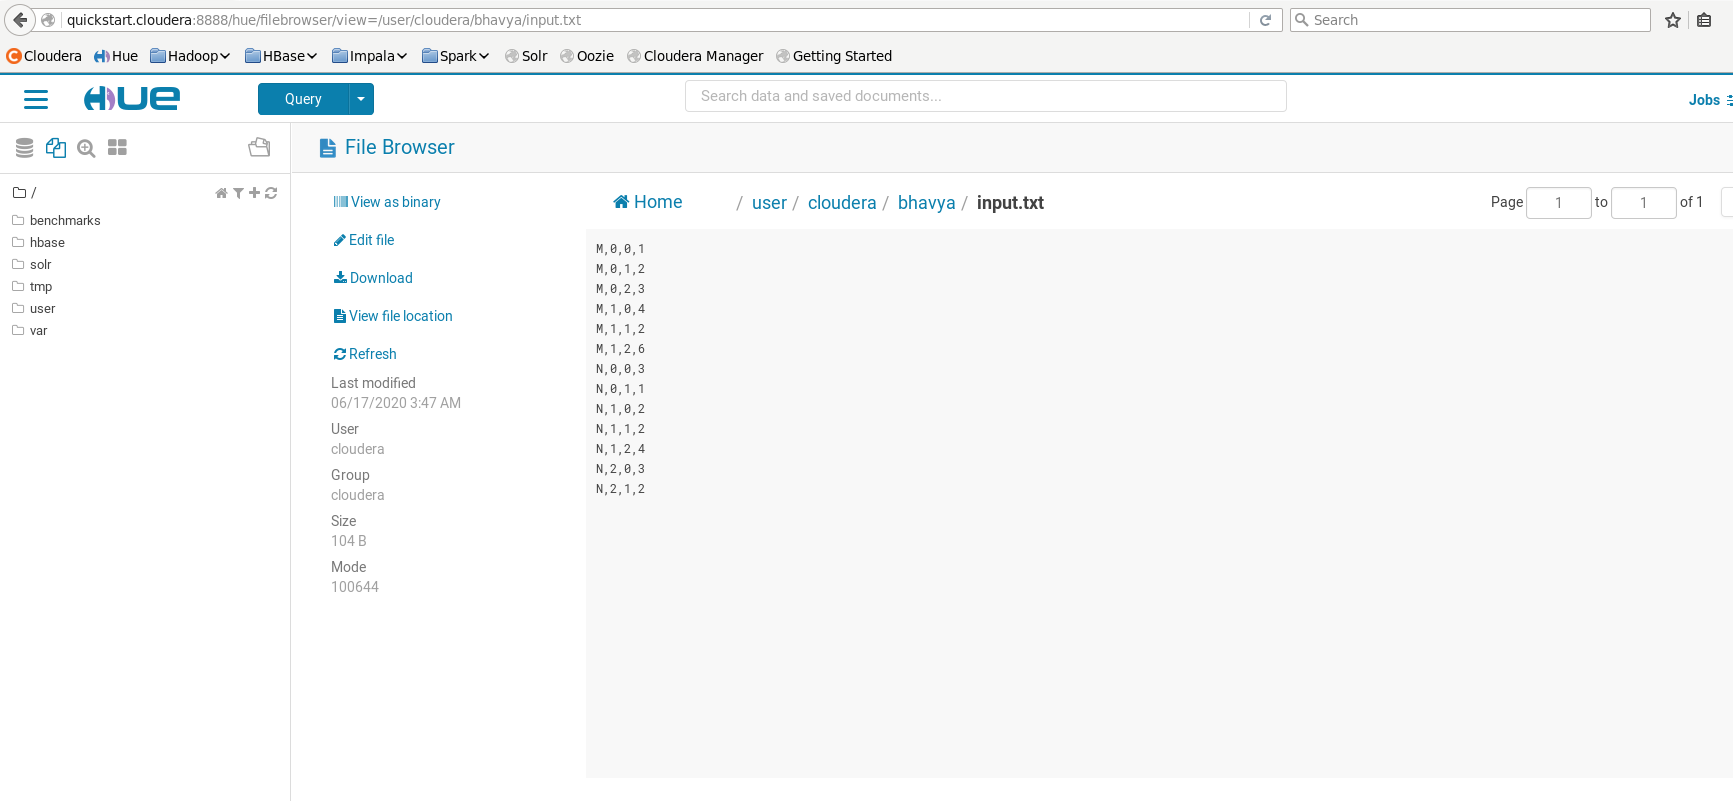 quickstart.cloudera:8888/hue/filebrowser/view=/user/cloudera/bhavya/input.txt
Search
Cloudera Hue Hadoop HBase Impala Spark Solr Oozie Cloudera Manager Getting Started
HUE Query Search data and saved documents... Jobs
File Browser
/
benchmarks
hbase
solr
tmp
user
var
View as binary
Edit file
Download
View file location
Refresh
Last modified
06/17/2020 3:47 AM
User
cloudera
Group
cloudera
Size
104 B
Mode
100644
Home / user / cloudera / bhavya / input.txt
Page 1 to 1 of 1
M,0,0,1
M,0,1,2
M,0,2,3
M,1,0,4
M,1,1,2
M,1,2,6
N,0,0,3
N,0,1,1
N,1,0,2
N,1,1,2
N,1,2,4
N,2,0,3
N,2,1,2